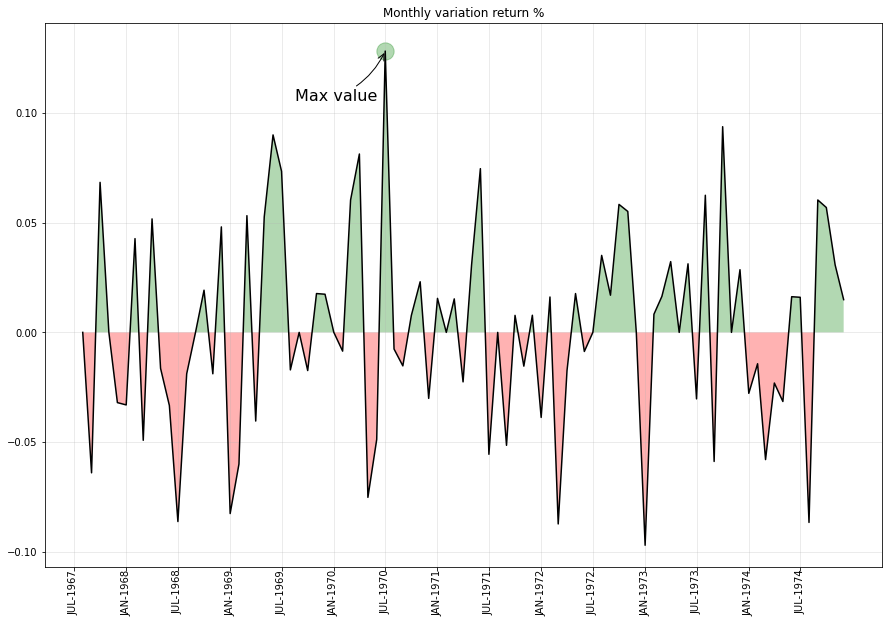 Monthly variation return %
Max value
0.10
0.05
0.00
−0.05
−0.10
JUL-1967
JAN-1968
JUL-1968
JAN-1969
JUL-1969
JAN-1970
JUL-1970
JAN-1971
JUL-1971
JAN-1972
JUL-1972
JAN-1973
JUL-1973
JAN-1974
JUL-1974